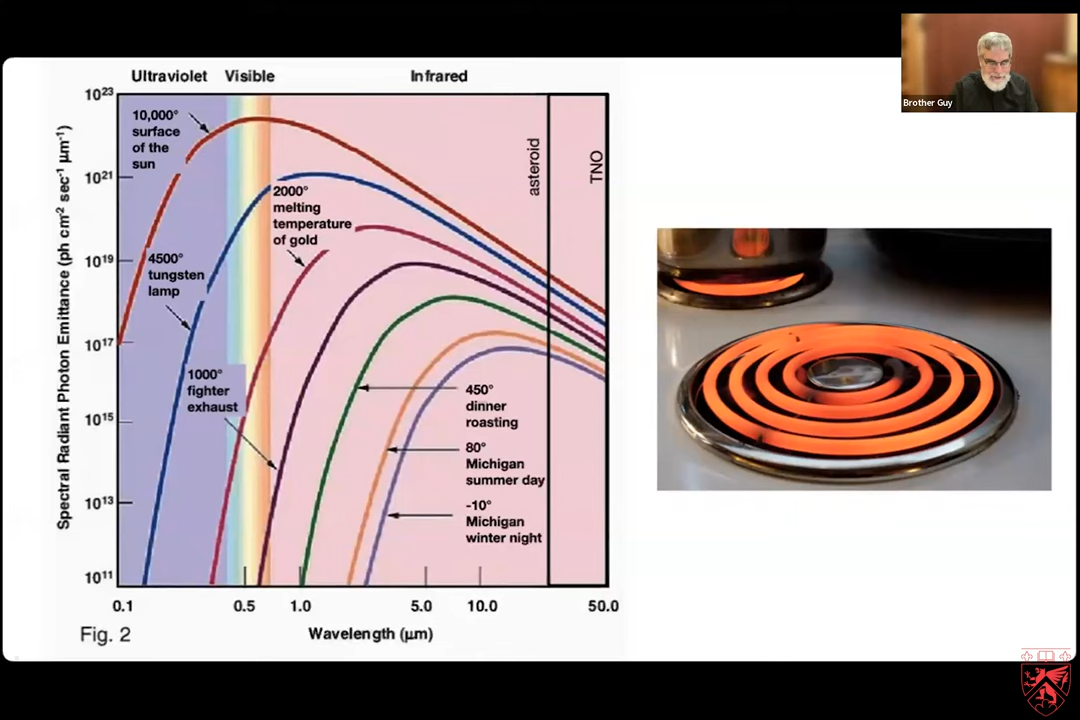 Brother Guy
Ultraviolet Visible Infrared
10²³
10²¹
10¹⁹
10¹⁷
10¹⁵
10¹³
10¹¹
Spectral Radiant Photon Emittance (ph cm² sec⁻¹ μm⁻¹)
10,000°
surface
of the
sun
4500°
tungsten
lamp
2000°
melting
temperature
of gold
1000°
fighter
exhaust
450°
dinner
roasting
80°
Michigan
summer day
-10°
Michigan
winter night
asteroid
TNO
0.1 0.5 1.0 5.0 10.0 50.0
Wavelength (μm)
Fig. 2